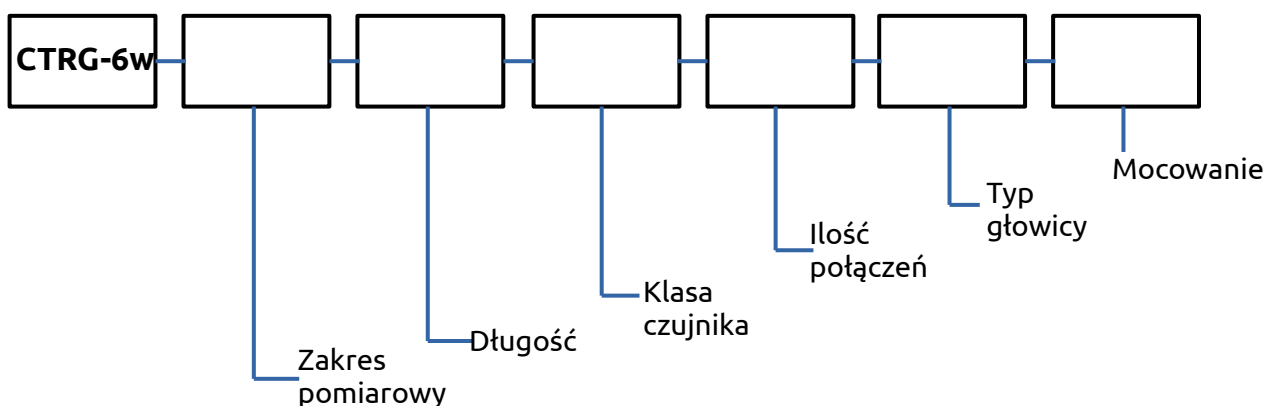 CTRG-6w
Mocowanie
Typ
głowicy
Ilość
połączeń
Klasa
czujnika
Długość
Zakres
pomiarowy